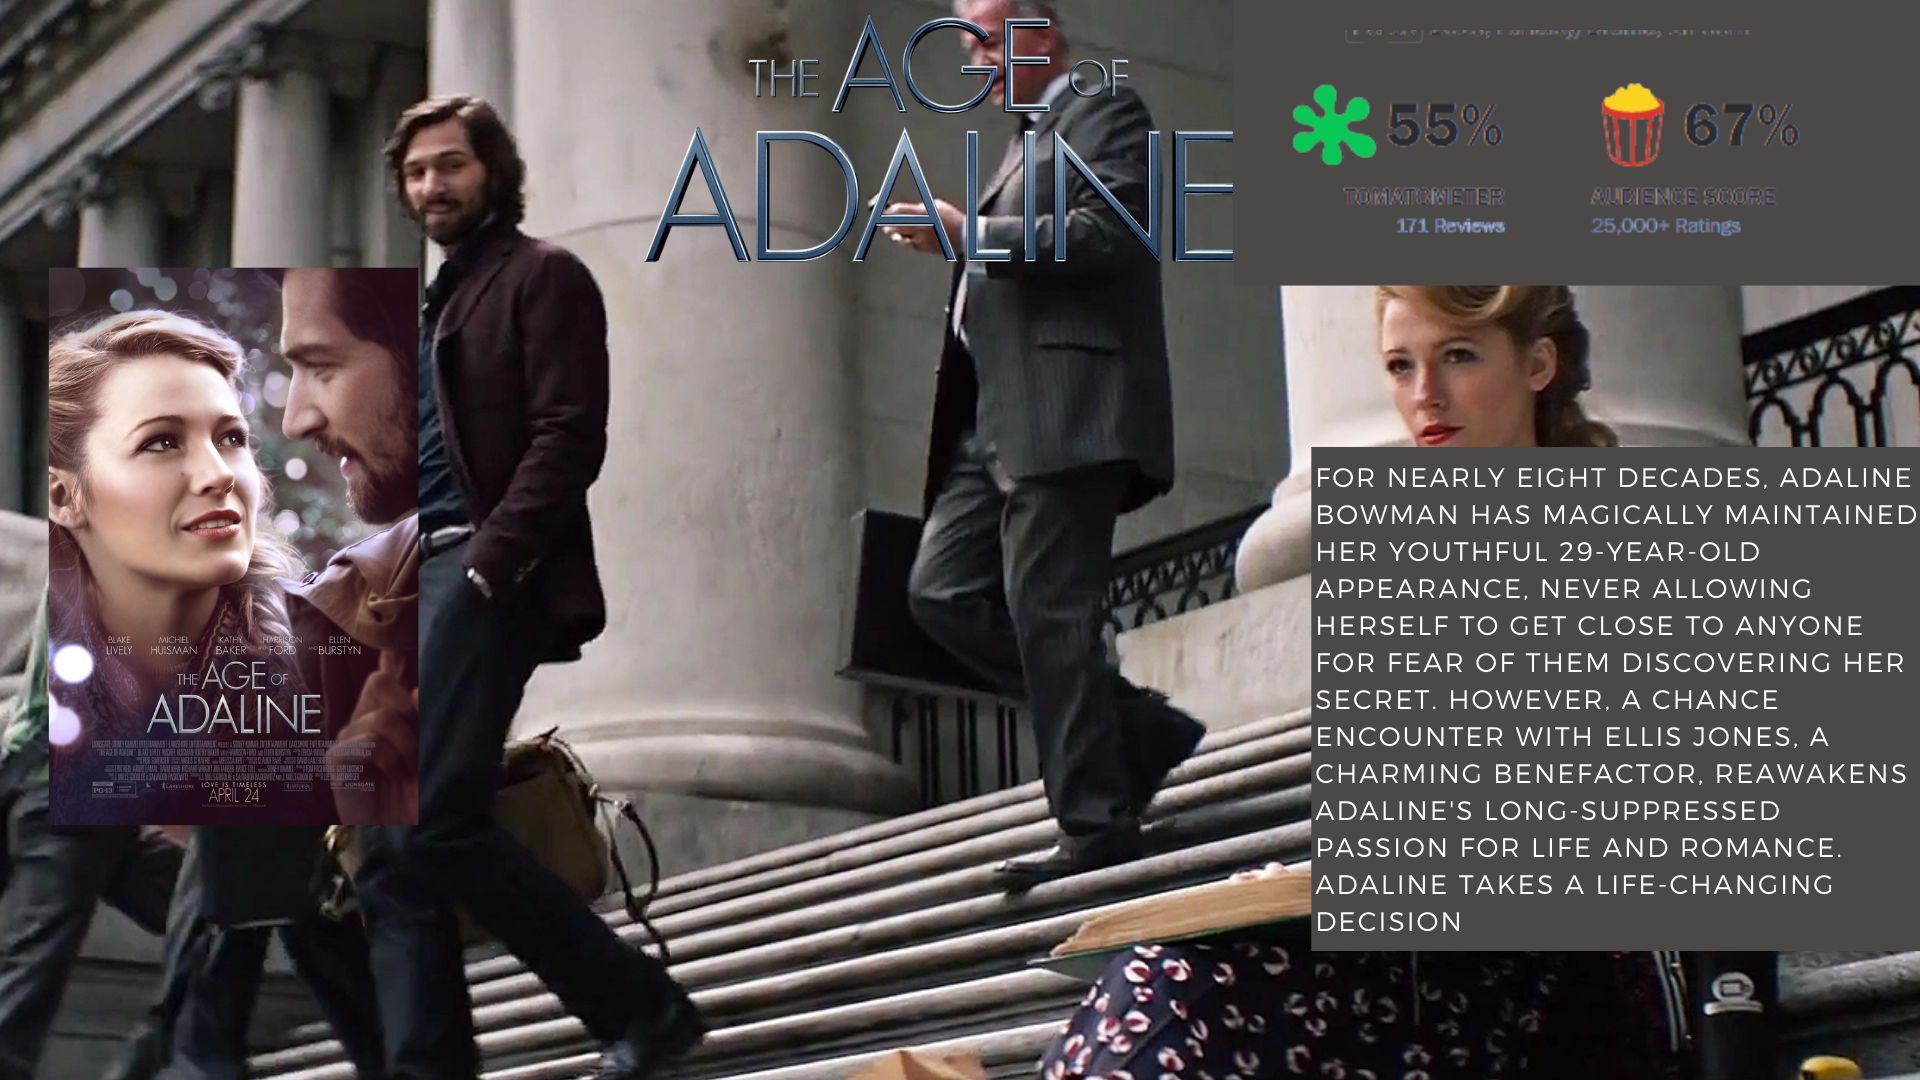 THE AGE OF
ADALINE
55%
67%
TOMATOMETER
AUDIENCE SCORE
171 Reviews
25,000+ Ratings
BLAKE LIVELY
MICHIEL HUISMAN
KATHY BAKER
HARRISON FORD
AND ELLEN BURSTYN
THE AGE OF
ADALINE
LOVE IS TIMELESS
APRIL 24
PG-13
LAKESHORE
LIONSGATE
FOR NEARLY EIGHT DECADES, ADALINE
BOWMAN HAS MAGICALLY MAINTAINED
HER YOUTHFUL 29-YEAR-OLD
APPEARANCE, NEVER ALLOWING
HERSELF TO GET CLOSE TO ANYONE
FOR FEAR OF THEM DISCOVERING HER
SECRET. HOWEVER, A CHANCE
ENCOUNTER WITH ELLIS JONES, A
CHARMING BENEFACTOR, REAWAKENS
ADALINE'S LONG-SUPPRESSED
PASSION FOR LIFE AND ROMANCE.
ADALINE TAKES A LIFE-CHANGING
DECISION